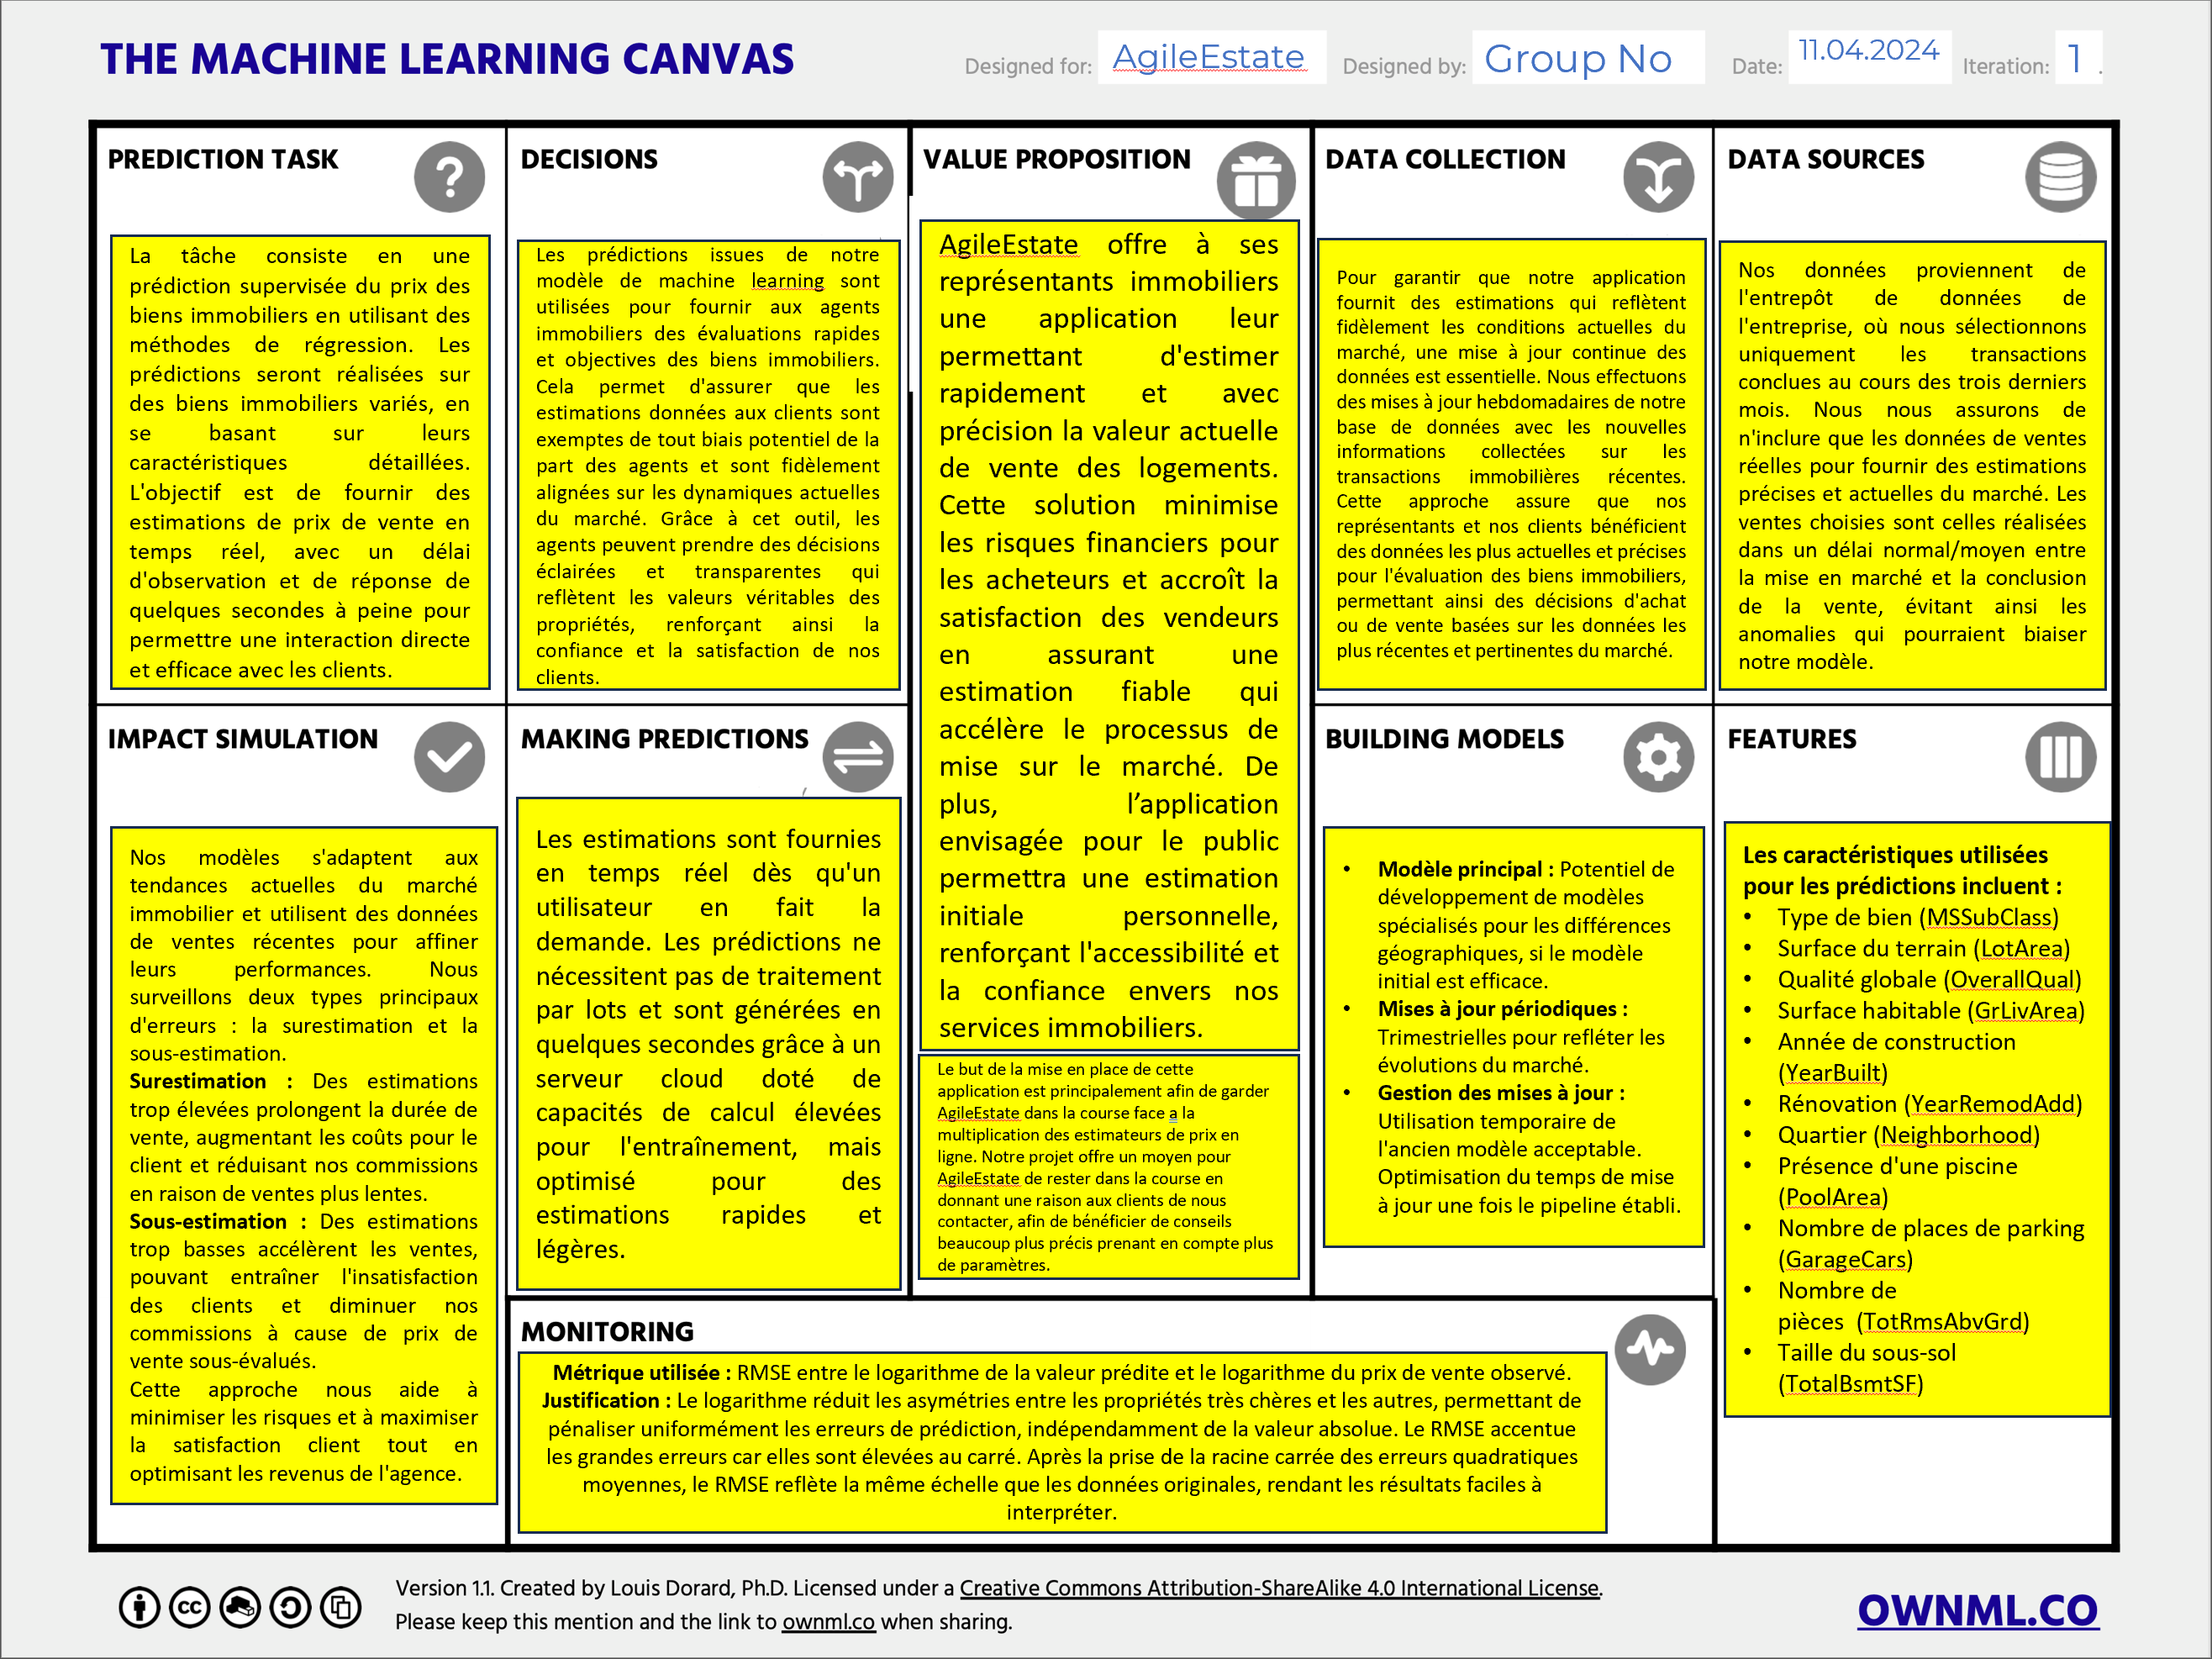 THE MACHINE LEARNING CANVAS
Designed for:
AgileEstate
Designed by:
Group No
Date:
11.04.2024
Iteration:
1 .
PREDICTION TASK
La tâche consiste en une
prédiction supervisée du prix des
biens immobiliers en utilisant des
méthodes de régression. Les
prédictions seront réalisées sur
des biens immobiliers variés, en
se basant sur leurs
caractéristiques détaillées.
L'objectif est de fournir des
estimations de prix de vente en
temps réel, avec un délai
d'observation et de réponse de
quelques secondes à peine pour
permettre une interaction directe
et efficace avec les clients.
DECISIONS
Les prédictions issues de notre
modèle de machine learning sont
utilisées pour fournir aux agents
immobiliers des évaluations rapides
et objectives des biens immobiliers.
Cela permet d'assurer que les
estimations données aux clients sont
exemptes de tout biais potentiel de la
part des agents et sont fidèlement
alignées sur les dynamiques actuelles
du marché. Grâce à cet outil, les
agents peuvent prendre des décisions
éclairées et transparentes qui
reflètent les valeurs véritables des
propriétés, renforçant ainsi la
confiance et la satisfaction de nos
clients.
VALUE PROPOSITION
AgileEstate offre à ses
représentants immobiliers
une application leur
permettant d'estimer
rapidement et avec
précision la valeur actuelle
de vente des logements.
Cette solution minimise
les risques financiers pour
les acheteurs et accroît la
satisfaction des vendeurs
en assurant une
estimation fiable qui
accélère le processus de
mise sur le marché. De
plus, l’application
envisagée pour le public
permettra une estimation
initiale personnelle,
renforçant l'accessibilité et
la confiance envers nos
services immobiliers.
Le but de la mise en place de cette
application est principalement afin de garder
AgileEstate dans la course face a la
multiplication des estimateurs de prix en
ligne. Notre projet offre un moyen pour
AgileEstate de rester dans la course en
donnant une raison aux clients de nous
contacter, afin de bénéficier de conseils
beaucoup plus précis prenant en compte plus
de paramètres.
DATA COLLECTION
Pour garantir que notre application
fournit des estimations qui reflètent
fidèlement les conditions actuelles du
marché, une mise à jour continue des
données est essentielle. Nous effectuons
des mises à jour hebdomadaires de notre
base de données avec les nouvelles
informations collectées sur les
transactions immobilières récentes.
Cette approche assure que nos
représentants et nos clients bénéficient
des données les plus actuelles et précises
pour l'évaluation des biens immobiliers,
permettant ainsi des décisions d'achat
ou de vente basées sur les données les
plus récentes et pertinentes du marché.
DATA SOURCES
Nos données proviennent de
l'entrepôt de données de
l'entreprise, où nous sélectionnons
uniquement les transactions
conclues au cours des trois derniers
mois. Nous nous assurons de
n'inclure que les données de ventes
réelles pour fournir des estimations
précises et actuelles du marché. Les
ventes choisies sont celles réalisées
dans un délai normal/moyen entre
la mise en marché et la conclusion
de la vente, évitant ainsi les
anomalies qui pourraient biaiser
notre modèle.
IMPACT SIMULATION
Nos modèles s'adaptent aux
tendances actuelles du marché
immobilier et utilisent des données
de ventes récentes pour affiner
leurs performances. Nous
surveillons deux types principaux
d'erreurs : la surestimation et la
sous-estimation.
Surestimation : Des estimations
trop élevées prolongent la durée de
vente, augmentant les coûts pour le
client et réduisant nos commissions
en raison de ventes plus lentes.
Sous-estimation : Des estimations
trop basses accélèrent les ventes,
pouvant entraîner l'insatisfaction
des clients et diminuer nos
commissions à cause de prix de
vente sous-évalués.
Cette approche nous aide à
minimiser les risques et à maximiser
la satisfaction client tout en
optimisant les revenus de l'agence.
MAKING PREDICTIONS
Les estimations sont fournies
en temps réel dès qu'un
utilisateur en fait la
demande. Les prédictions ne
nécessitent pas de traitement
par lots et sont générées en
quelques secondes grâce à un
serveur cloud doté de
capacités de calcul élevées
pour l'entraînement, mais
optimisé pour des
estimations rapides et
légères.
BUILDING MODELS
• Modèle principal : Potentiel de
développement de modèles
spécialisés pour les différences
géographiques, si le modèle
initial est efficace.
• Mises à jour périodiques :
Trimestrielles pour refléter les
évolutions du marché.
• Gestion des mises à jour :
Utilisation temporaire de
l'ancien modèle acceptable.
Optimisation du temps de mise
à jour une fois le pipeline établi.
FEATURES
Les caractéristiques utilisées
pour les prédictions incluent :
• Type de bien (MSSubClass)
• Surface du terrain (LotArea)
• Qualité globale (OverallQual)
• Surface habitable (GrLivArea)
• Année de construction
(YearBuilt)
• Rénovation (YearRemodAdd)
• Quartier (Neighborhood)
• Présence d'une piscine
(PoolArea)
• Nombre de places de parking
(GarageCars)
• Nombre de
pièces (TotRmsAbvGrd)
• Taille du sous-sol
(TotalBsmtSF)
MONITORING
Métrique utilisée : RMSE entre le logarithme de la valeur prédite et le logarithme du prix de vente observé.
Justification : Le logarithme réduit les asymétries entre les propriétés très chères et les autres, permettant de
pénaliser uniformément les erreurs de prédiction, indépendamment de la valeur absolue. Le RMSE accentue
les grandes erreurs car elles sont élevées au carré. Après la prise de la racine carrée des erreurs quadratiques
moyennes, le RMSE reflète la même échelle que les données originales, rendant les résultats faciles à
interpréter.
Version 1.1. Created by Louis Dorard, Ph.D. Licensed under a Creative Commons Attribution-ShareAlike 4.0 International License.
Please keep this mention and the link to ownml.co when sharing.
OWNML.CO